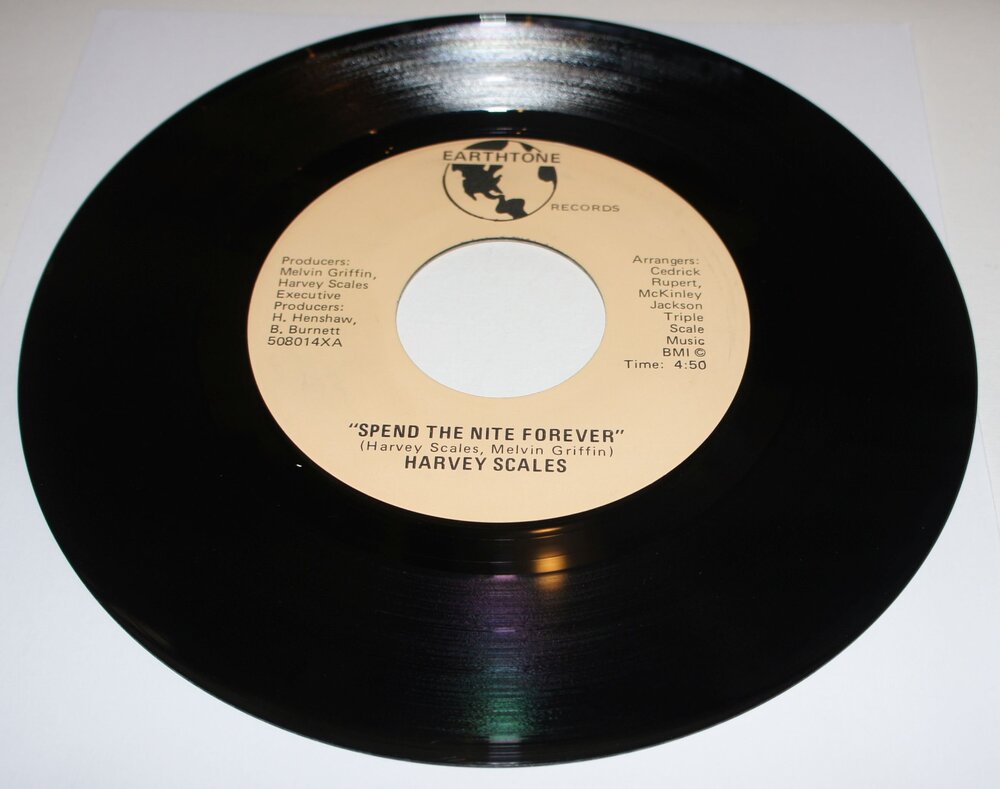 EARTHTONE
RECORDS
Producers:
Melvin Griffin,
Harvey Scales
Executive
Producers:
H. Henshaw,
B. Burnett
508014XA
Arrangers:
Cedrick
Rupert,
McKinley
Jackson
Triple
Scale
Music
BMI ©
Time: 4:50
"SPEND THE NITE FOREVER"
(Harvey Scales, Melvin Griffin)
HARVEY SCALES